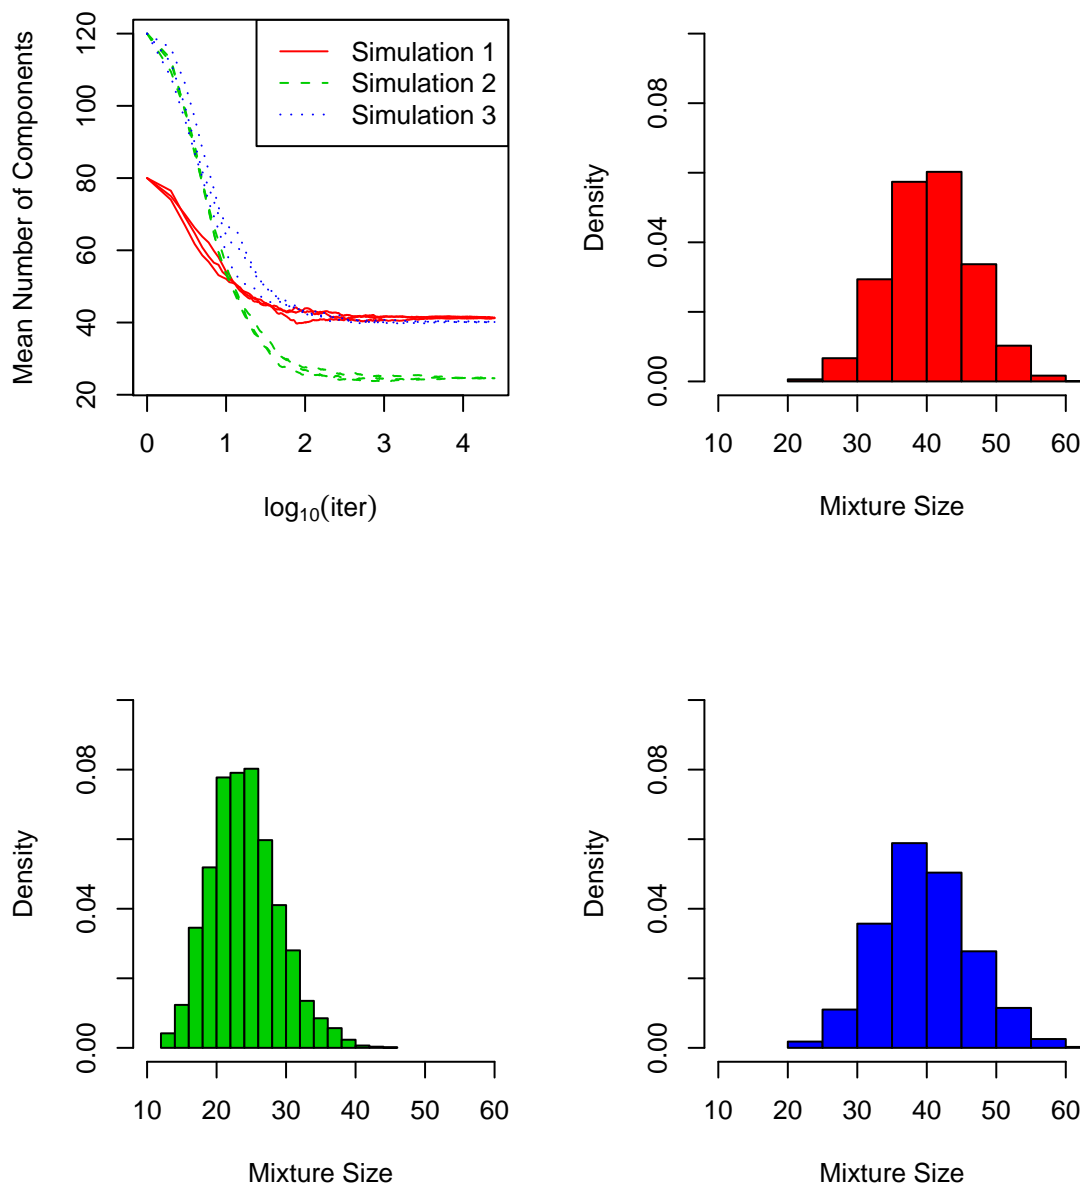 Mean Number of Components
120
100
80
60
40
20
Simulation 1
Simulation 2
Simulation 3
0 1 2 3 4
log₁₀(iter)
Density
0.08
0.04
0.00
10 20 30 40 50 60
Mixture Size
Density
0.08
0.04
0.00
10 20 30 40 50 60
Mixture Size
Density
0.08
0.04
0.00
10 20 30 40 50 60
Mixture Size